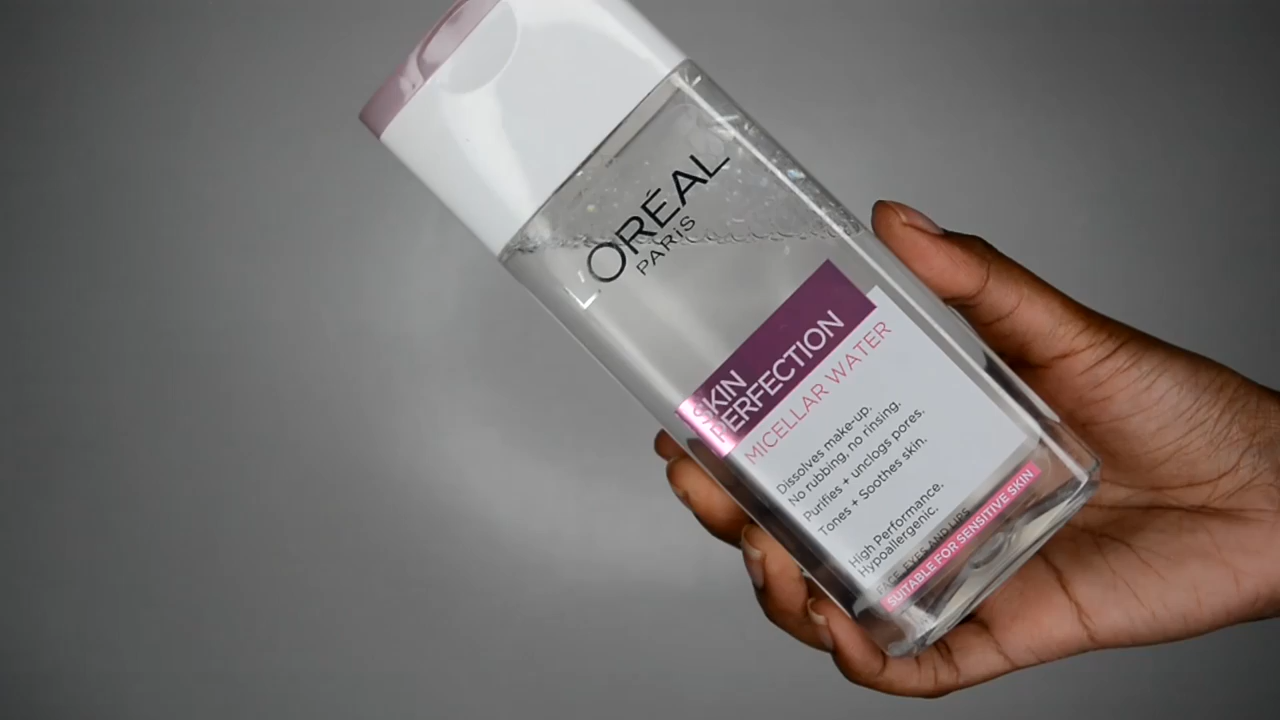 L'ORÉAL
PARIS
SKIN
PERFECTION
MICELLAR WATER
Dissolves make-up.
No rubbing, no rinsing.
Purifies + unclogs pores.
Tones + Soothes skin.
High Performance.
Hypoallergenic.
FACE, EYES AND LIPS
SUITABLE FOR SENSITIVE SKIN